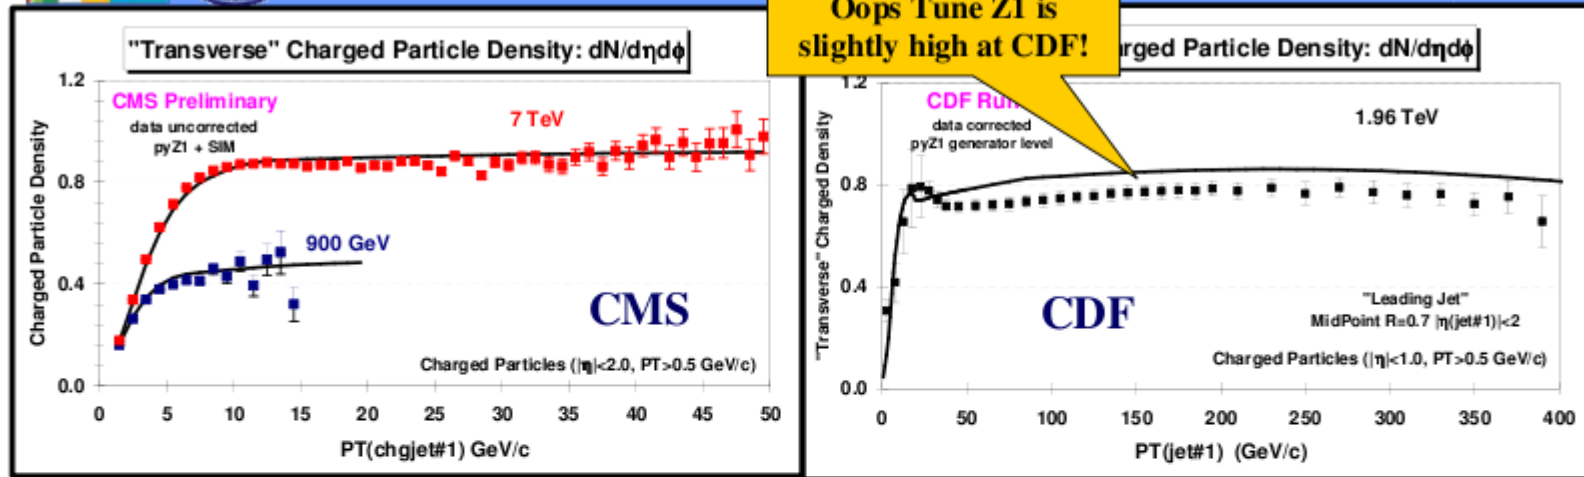 Oops Tune Z1 is
slightly high at CDF!
"Transverse" Charged Particle Density: dN/dηdϕ
1.2
0.8
0.4
0.0
Charged Particle Density
CMS Preliminary
data uncorrected
pyZ1 + SIM
7 TeV
900 GeV
CMS
Charged Particles (|η|<2.0, PT>0.5 GeV/c)
0 5 10 15 20 25 30 35 40 45 50
PT(chgjet#1) GeV/c
Particle Density: dN/dηdϕ
1.2
0.8
0.4
0.0
"Transverse" Charged Density
CDF
data corrected
pyZ1 generator level
1.96 TeV
CDF
"Leading Jet"
MidPoint R=0.7 |η(jet#1)|<2
Charged Particles (|η|<1.0, PT>0.5 GeV/c)
0 50 100 150 200 250 300 350 400
PT(jet#1) (GeV/c)